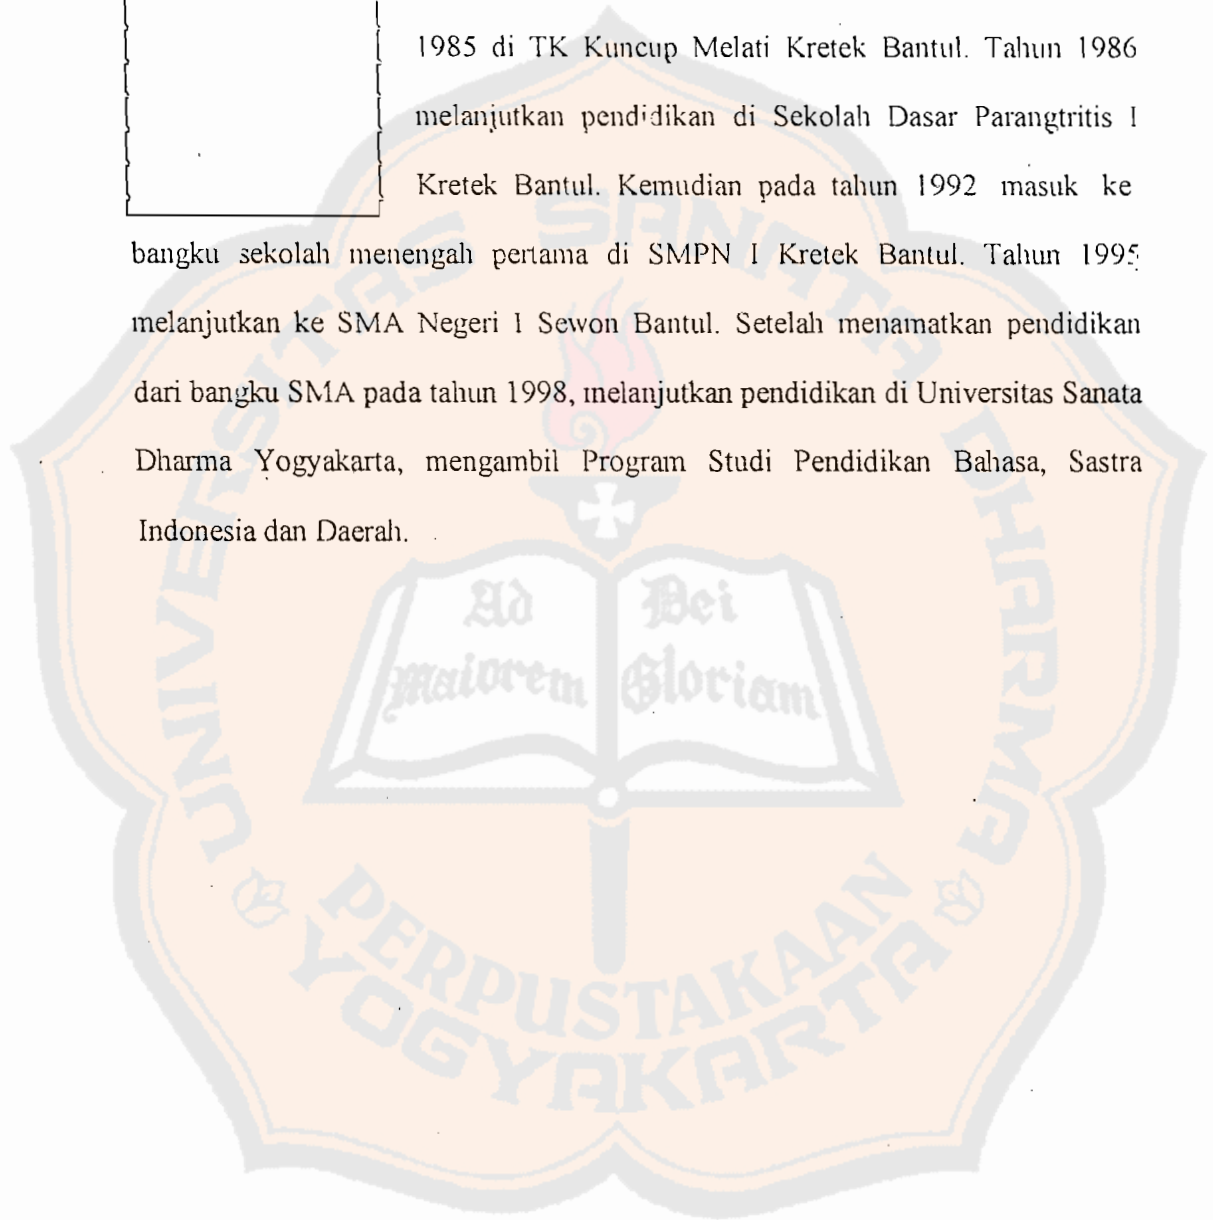 1985 di TK Kuncup Melati Kretek Bantul. Tahun 1986
melanjutkan pendidikan di Sekolah Dasar Parangtritis I
Kretek Bantul. Kemudian pada tahun 1992 masuk ke
bangku sekolah menengah pertama di SMPN I Kretek Bantul. Tahun 1995
melanjutkan ke SMA Negeri 1 Sewon Bantul. Setelah menamatkan pendidikan
dari bangku SMA pada tahun 1998, melanjutkan pendidikan di Universitas Sanata
Dharma Yogyakarta, mengambil Program Studi Pendidikan Bahasa, Sastra
Indonesia dan Daerah.
UNIVERSITAS SANATA DHARMA
Ad Dei
maiorem Gloriam
PERPUSTAKAAN
YOGYAKARTA